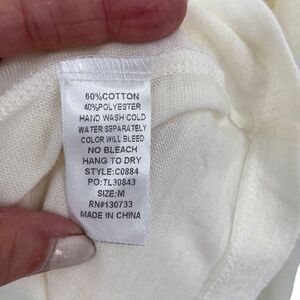 60%COTTON
40%POLYESTER
HAND WASH COLD
WATER SEPARATELY
COLOR WILL BLEED
NO BLEACH
HANG TO DRY
STYLE:C0884
PO:TL30843
SIZE:M
RN#130733
MADE IN CHINA